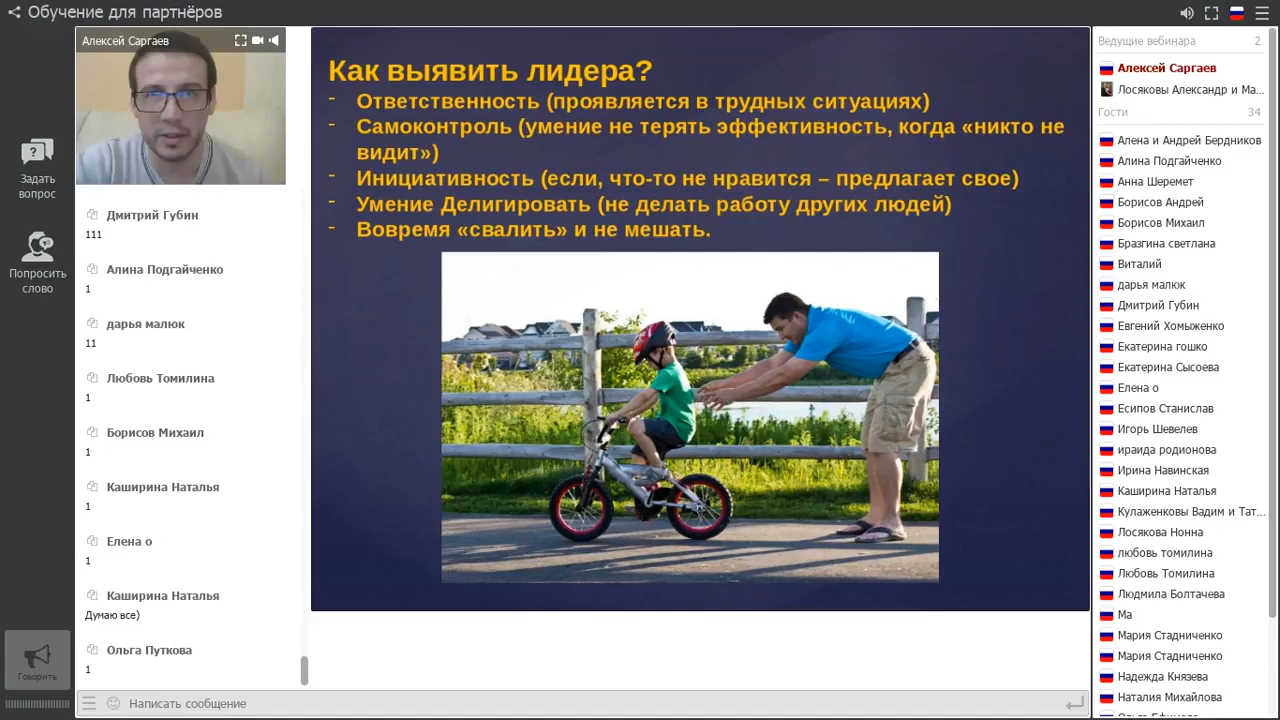 Обучение для партнёров
Алексей Саргаев
Задать
вопрос
Попросить
слово
Говорить
Дмитрий Губин
111
Алина Подгайченко
1
дарья малюк
11
Любовь Томилина
1
Борисов Михаил
1
Каширина Наталья
1
Елена о
1
Каширина Наталья
Думаю все)
Ольга Путкова
1
Написать сообщение
Как выявить лидера?
- Ответственность (проявляется в трудных ситуациях)
- Самоконтроль (умение не терять эффективность, когда «никто не
видит»)
- Инициативность (если, что-то не нравится – предлагает свое)
- Умение Делигировать (не делать работу других людей)
- Вовремя «свалить» и не мешать.
Ведущие вебинара 2
Алексей Саргаев
Лосяковы Александр и Ма...
Гости 34
Алена и Андрей Бердников
Алина Подгайченко
Анна Шеремет
Борисов Андрей
Борисов Михаил
Бразгина светлана
Виталий
дарья малюк
Дмитрий Губин
Евгений Хомыженко
Екатерина гошко
Екатерина Сысоева
Елена о
Есипов Станислав
Игорь Шевелев
ираида родионова
Ирина Навинская
Каширина Наталья
Кулаженковы Вадим и Тат...
Лосякова Нонна
любовь томилина
Любовь Томилина
Людмила Болтачева
Ма
Мария Стадниченко
Мария Стадниченко
Надежда Князева
Наталия Михайлова